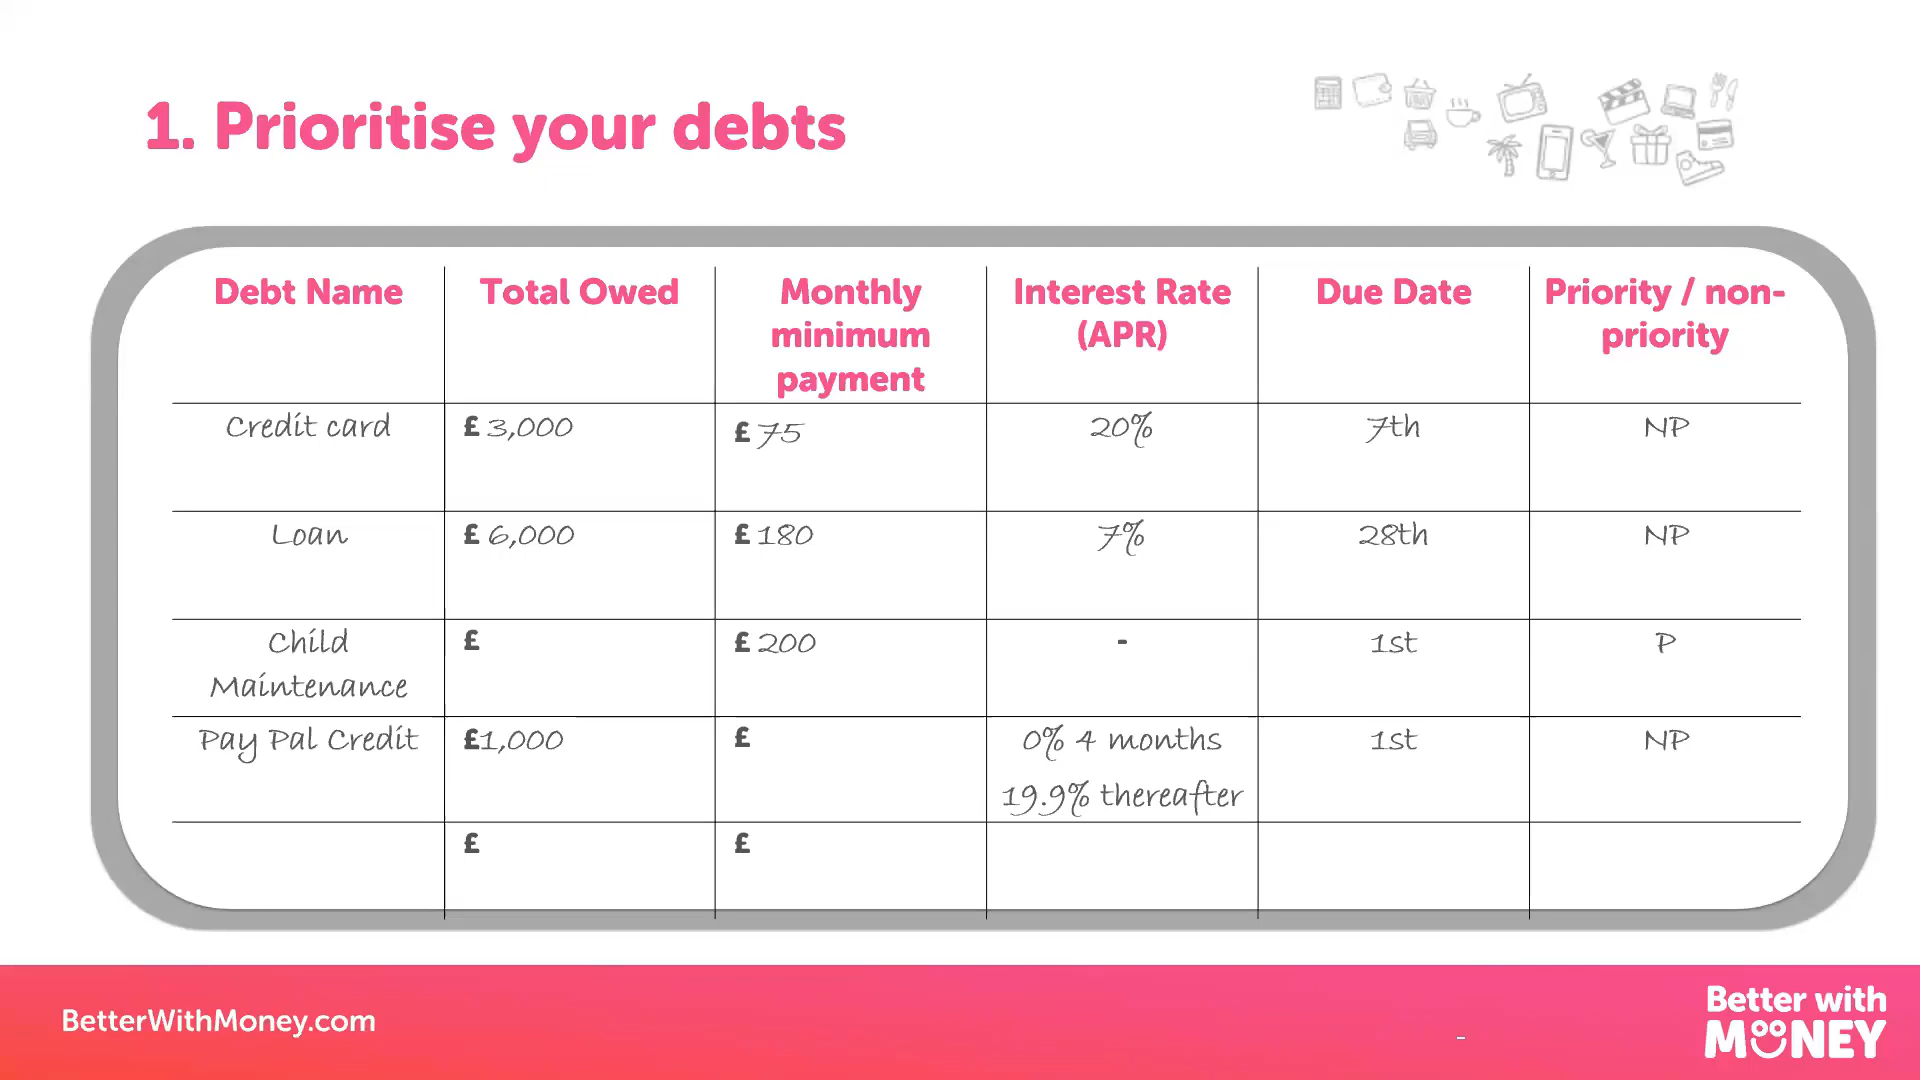 1. Prioritise your debts
Debt Name
Total Owed
Monthly
minimum
payment
Interest Rate
(APR)
Due Date
Priority / non-
priority
Credit card
£ 3,000
£ 75
20%
7th
NP
Loan
£ 6,000
£ 180
7%
28th
NP
Child
Maintenance
£
£ 200
-
1st
P
Pay Pal Credit
£1,000
£
0% 4 months
19.9% thereafter
1st
NP
£
£
BetterWithMoney.com
-
Better with
MOONEY